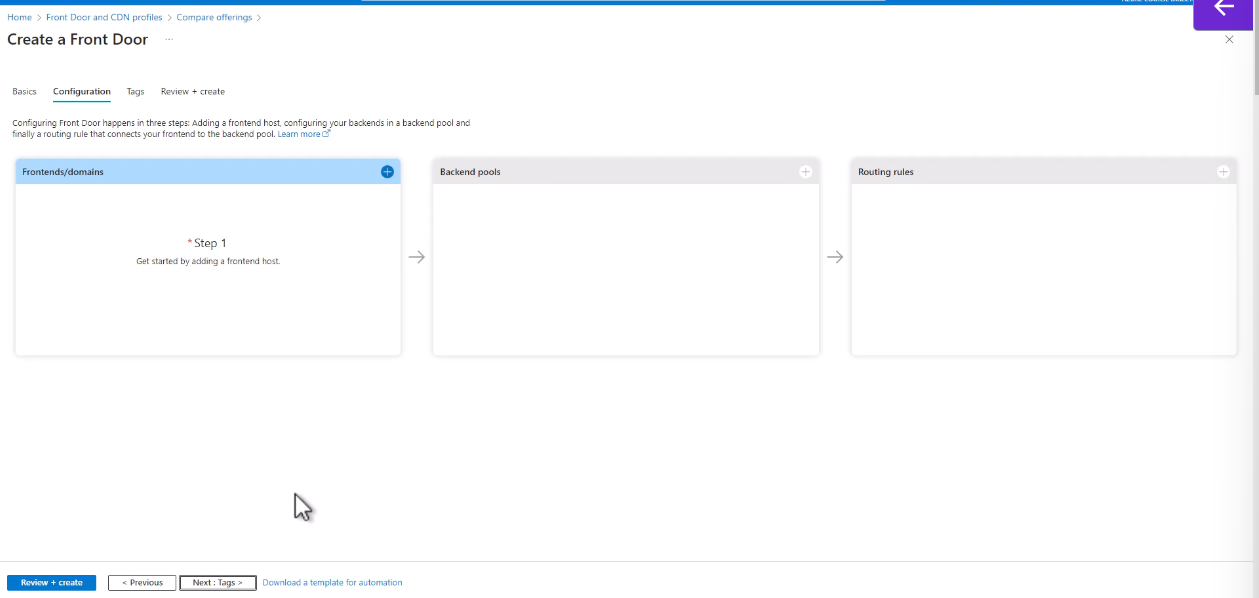 Home > Front Door and CDN profiles > Compare offerings >
Create a Front Door ...
Basics Configuration Tags Review + create
Configuring Front Door happens in three steps: Adding a frontend host, configuring your backends in a backend pool and
finally a routing rule that connects your frontend to the backend pool. Learn more
Frontends/domains
* Step 1
Get started by adding a frontend host.
Backend pools
Routing rules
Review + create < Previous Next : Tags > Download a template for automation